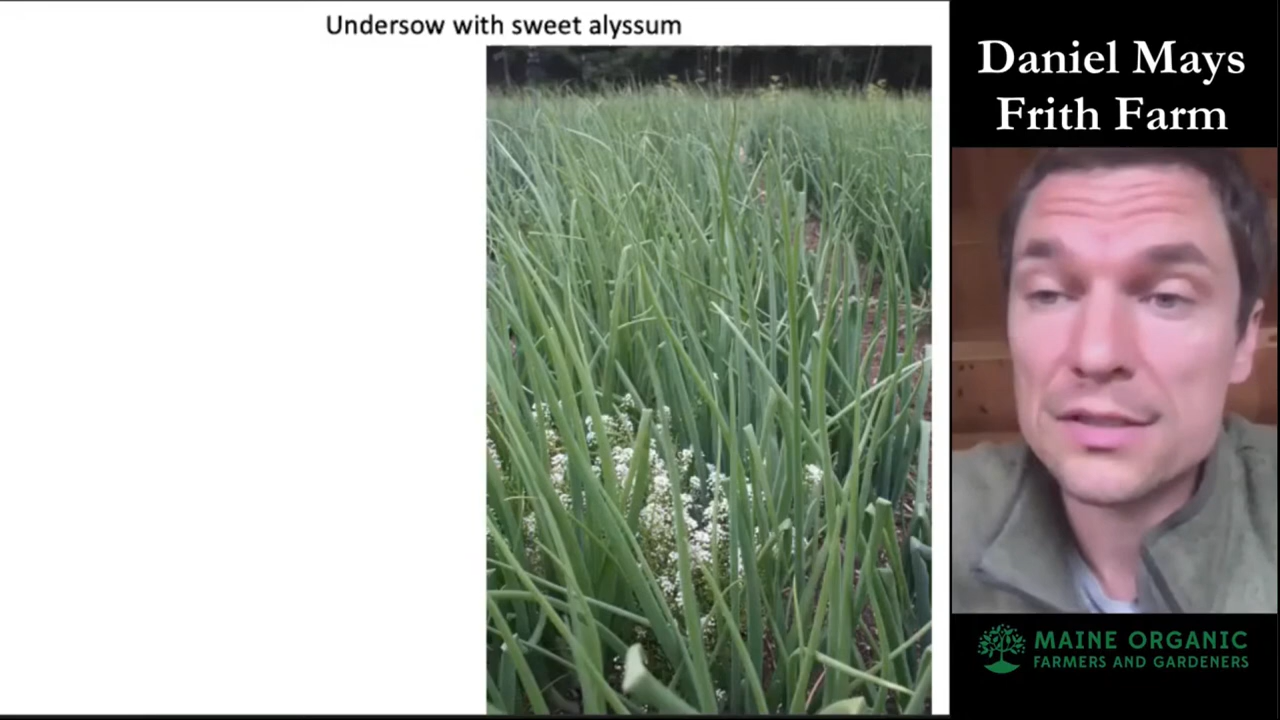 Undersow with sweet alyssum
Daniel Mays
Frith Farm
MAINE ORGANIC
FARMERS AND GARDENERS